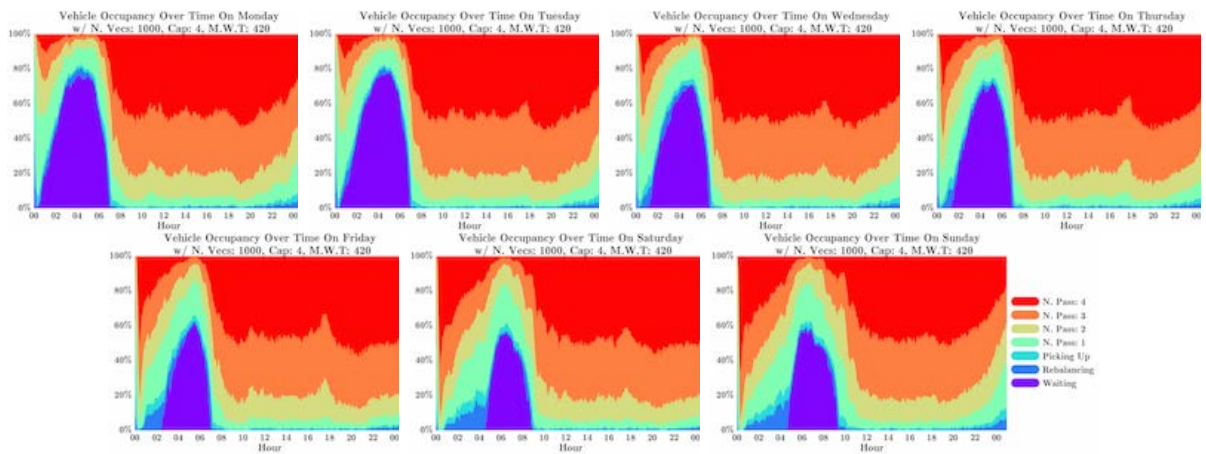 Vehicle Occupancy Over Time On Monday
w/ N. Vecs: 1000, Cap: 4, M.W.T: 420
Vehicle Occupancy Over Time On Tuesday
w/ N. Vecs: 1000, Cap: 4, M.W.T: 420
Vehicle Occupancy Over Time On Wednesday
w/ N. Vecs: 1000, Cap: 4, M.W.T: 420
Vehicle Occupancy Over Time On Thursday
w/ N. Vecs: 1000, Cap: 4, M.W.T: 420
100% 100% 100% 100%
80% 80% 80% 80%
60% 60% 60% 60%
40% 40% 40% 40%
20% 20% 20% 20%
0% 0% 0% 0%
00 02 04 06 08 10 12 14 16 18 20 22 00
00 02 04 06 08 10 12 14 16 18 20 22 00
00 02 04 06 08 10 12 14 16 18 20 22 00
00 02 04 06 08 10 12 14 16 18 20 22 00
Hour Hour Hour Hour
Vehicle Occupancy Over Time On Friday
w/ N. Vecs: 1000, Cap: 4, M.W.T: 420
Vehicle Occupancy Over Time On Saturday
w/ N. Vecs: 1000, Cap: 4, M.W.T: 420
Vehicle Occupancy Over Time On Sunday
w/ N. Vecs: 1000, Cap: 4, M.W.T: 420
100% 100% 100%
80% 80% 80%
60% 60% 60%
40% 40% 40%
20% 20% 20%
0% 0% 0%
00 02 04 06 08 10 12 14 16 18 20 22 00
00 02 04 06 08 10 12 14 16 18 20 22 00
00 02 04 06 08 10 12 14 16 18 20 22 00
Hour Hour Hour
N. Pass: 4
N. Pass: 3
N. Pass: 2
N. Pass: 1
Picking Up
Rebalancing
Waiting